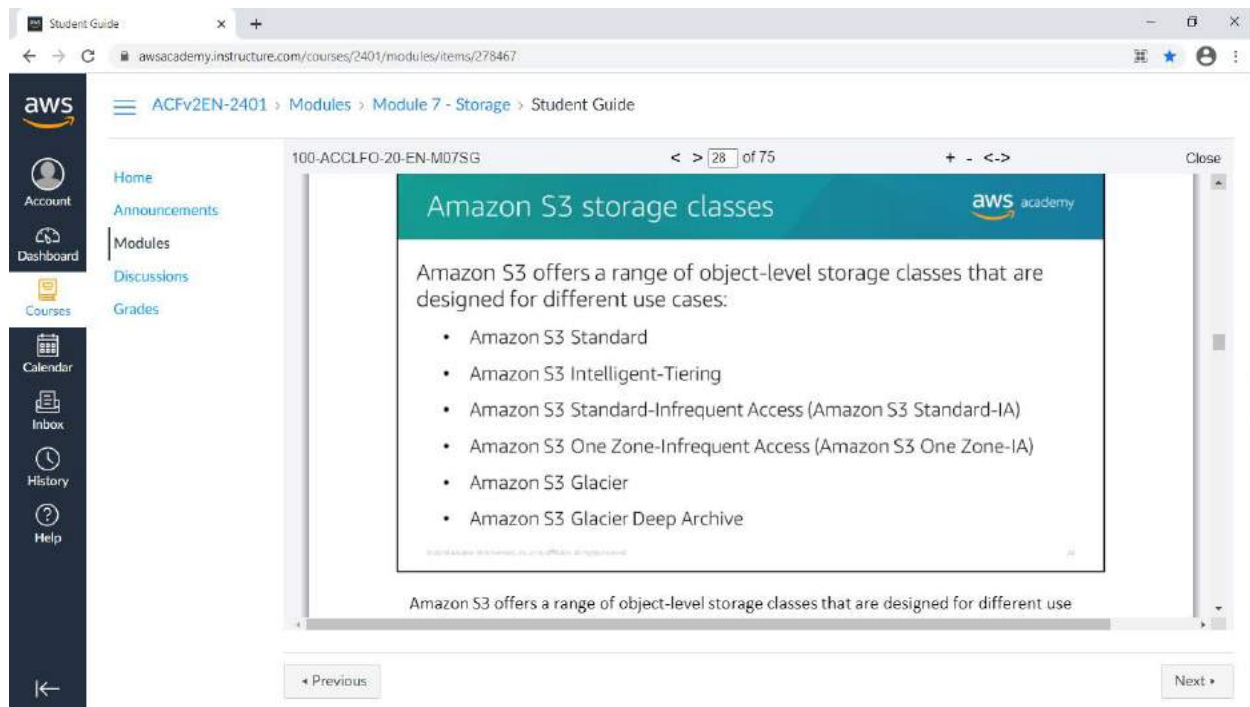 Student Guide
awsacademy.instructure.com/courses/2401/modules/items/278467
aws
ACFv2EN-2401 › Modules › Module 7 - Storage › Student Guide
Account
Dashboard
Courses
Calendar
Inbox
History
Help
Home
Announcements
Modules
Discussions
Grades
100-ACCLFO-20-EN-M07SG < > 28 of 75 + - <-> Close
Amazon S3 storage classes
aws academy
Amazon S3 offers a range of object-level storage classes that are
designed for different use cases:
• Amazon S3 Standard
• Amazon S3 Intelligent-Tiering
• Amazon S3 Standard-Infrequent Access (Amazon S3 Standard-IA)
• Amazon S3 One Zone-Infrequent Access (Amazon S3 One Zone-IA)
• Amazon S3 Glacier
• Amazon S3 Glacier Deep Archive
Amazon S3 offers a range of object-level storage classes that are designed for different use
◂ Previous
Next ▸